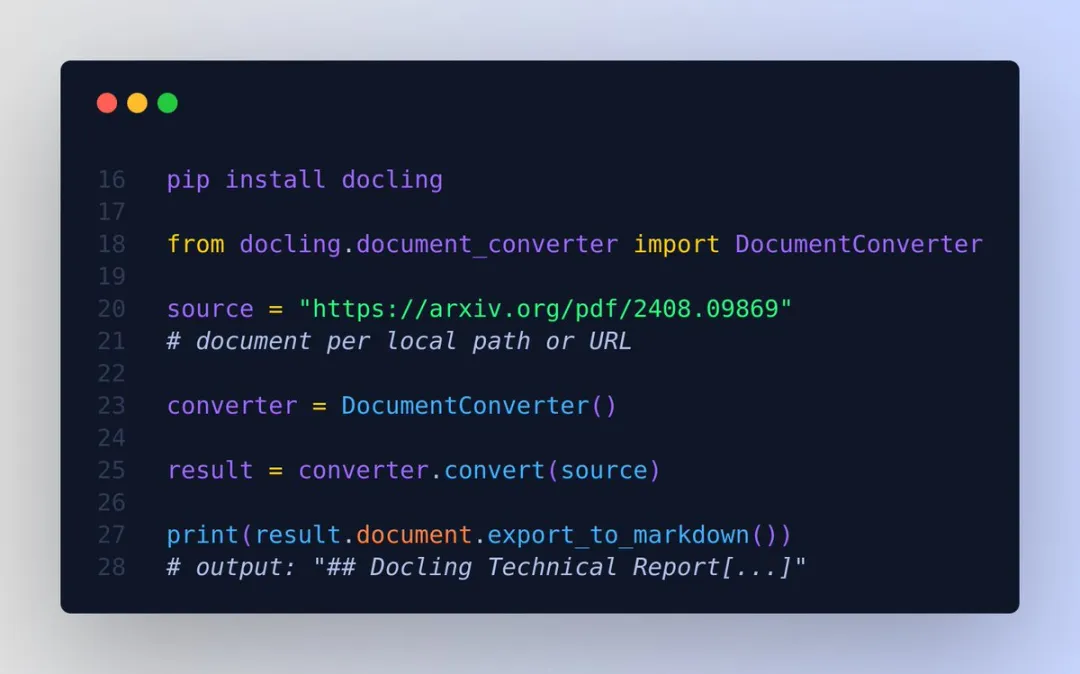 16 pip install docling
17
18 from docling.document_converter import DocumentConverter
19
20 source = "https://arxiv.org/pdf/2408.09869"
21 # document per local path or URL
22
23 converter = DocumentConverter()
24
25 result = converter.convert(source)
26
27 print(result.document.export_to_markdown())
28 # output: "## Docling Technical Report[...]"